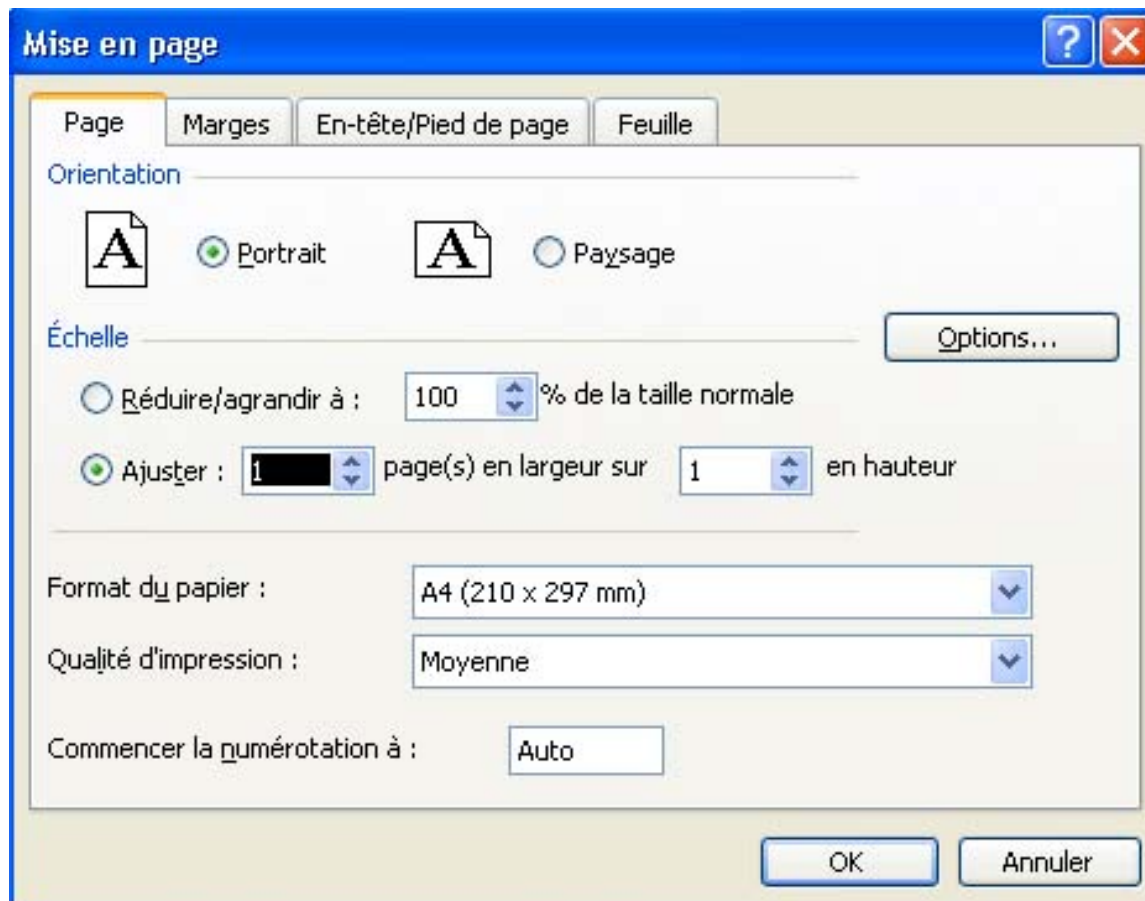 Mise en page
Page Marges En-tête/Pied de page Feuille
Orientation
A Portrait A Paysage
Échelle Options...
Réduire/agrandir à : 100 % de la taille normale
Ajuster : 1 page(s) en largeur sur 1 en hauteur
Format du papier : A4 (210 x 297 mm)
Qualité d'impression : Moyenne
Commencer la numérotation à : Auto
OK Annuler